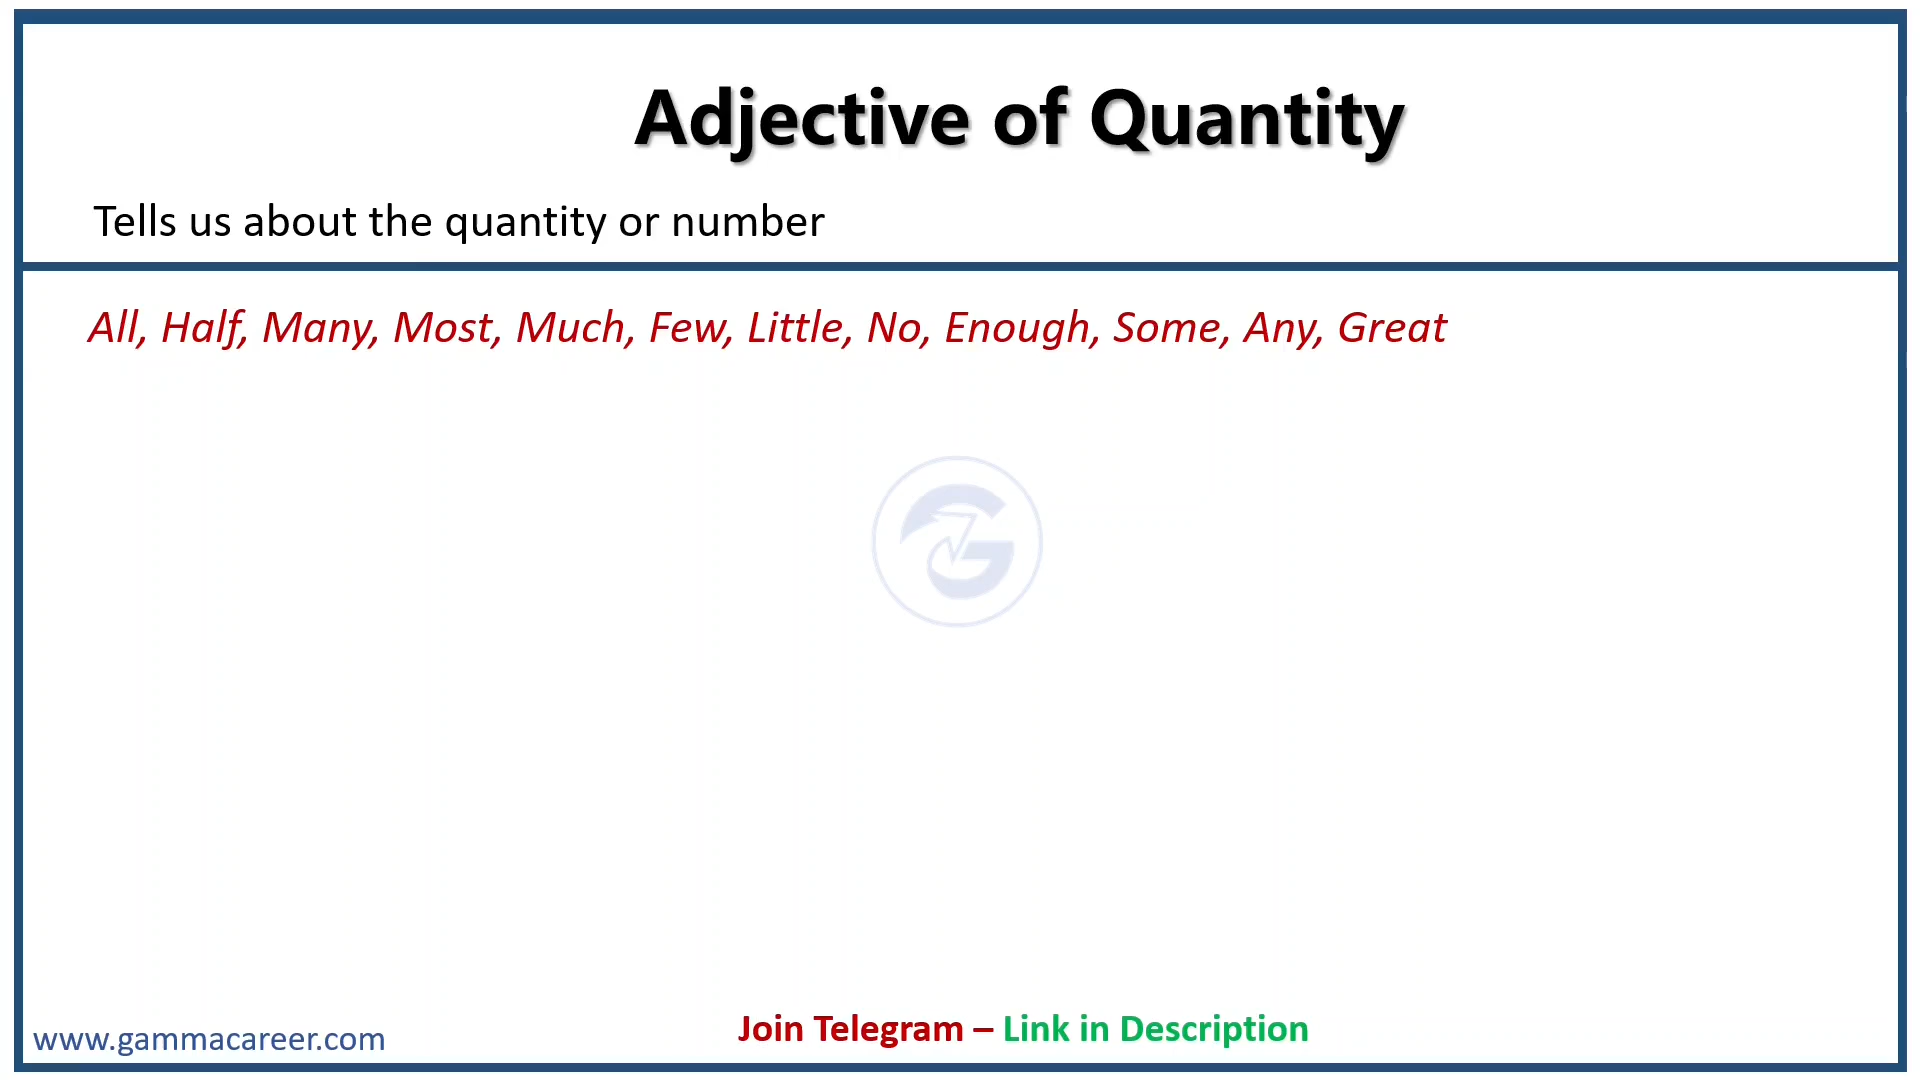 Adjective of Quantity
Tells us about the quantity or number
All, Half, Many, Most, Much, Few, Little, No, Enough, Some, Any, Great
www.gammacareer.com
Join Telegram – Link in Description